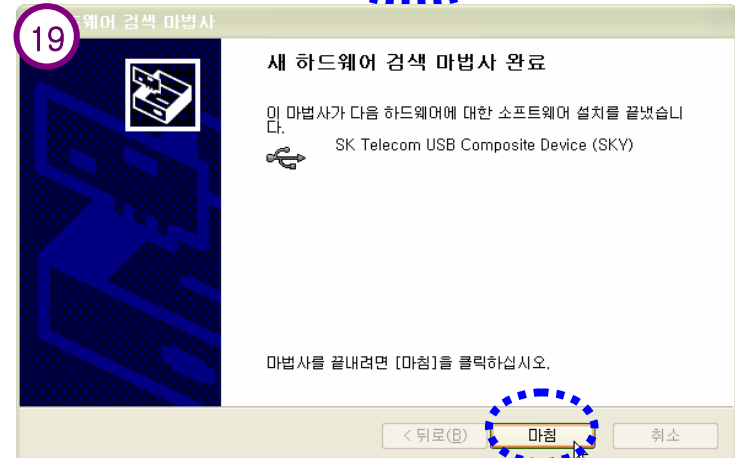 19
웨어 검색 마법사
새 하드웨어 검색 마법사 완료
이 마법사가 다음 하드웨어에 대한 소프트웨어 설치를 끝냈습니
다.
SK Telecom USB Composite Device (SKY)
마법사를 끝내려면 [마침]을 클릭하십시오.
< 뒤로(B) 마침 취소